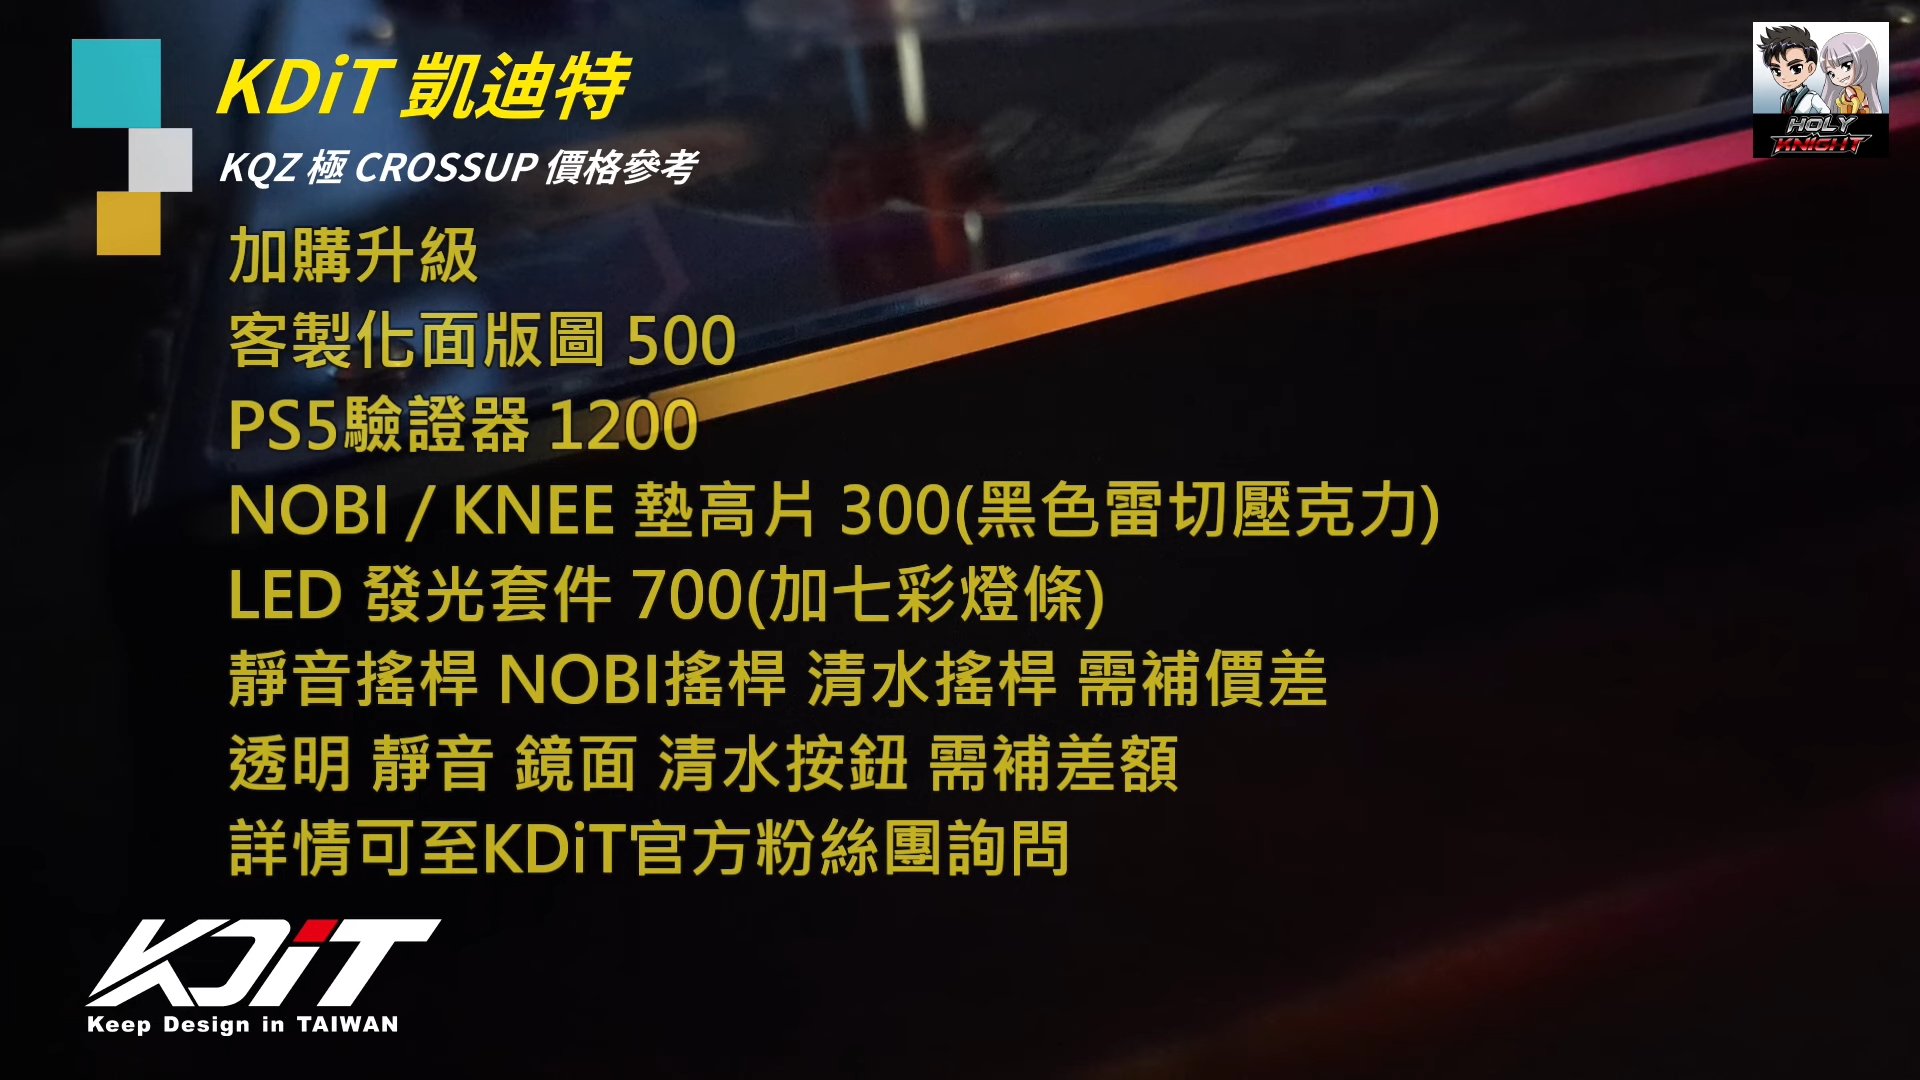 KDiT 凱迪特
KQZ 極 CROSSUP 價格參考
HOLY
KNIGHT
加購升級
客製化面版圖 500
PS5驗證器 1200
NOBI / KNEE 墊高片 300(黑色雷切壓克力)
LED 發光套件 700(加七彩燈條)
靜音搖桿 NOBI搖桿 清水搖桿 需補價差
透明 靜音 鏡面 清水按鈕 需補差額
詳情可至KDiT官方粉絲團詢問
KDiT
Keep Design in TAIWAN